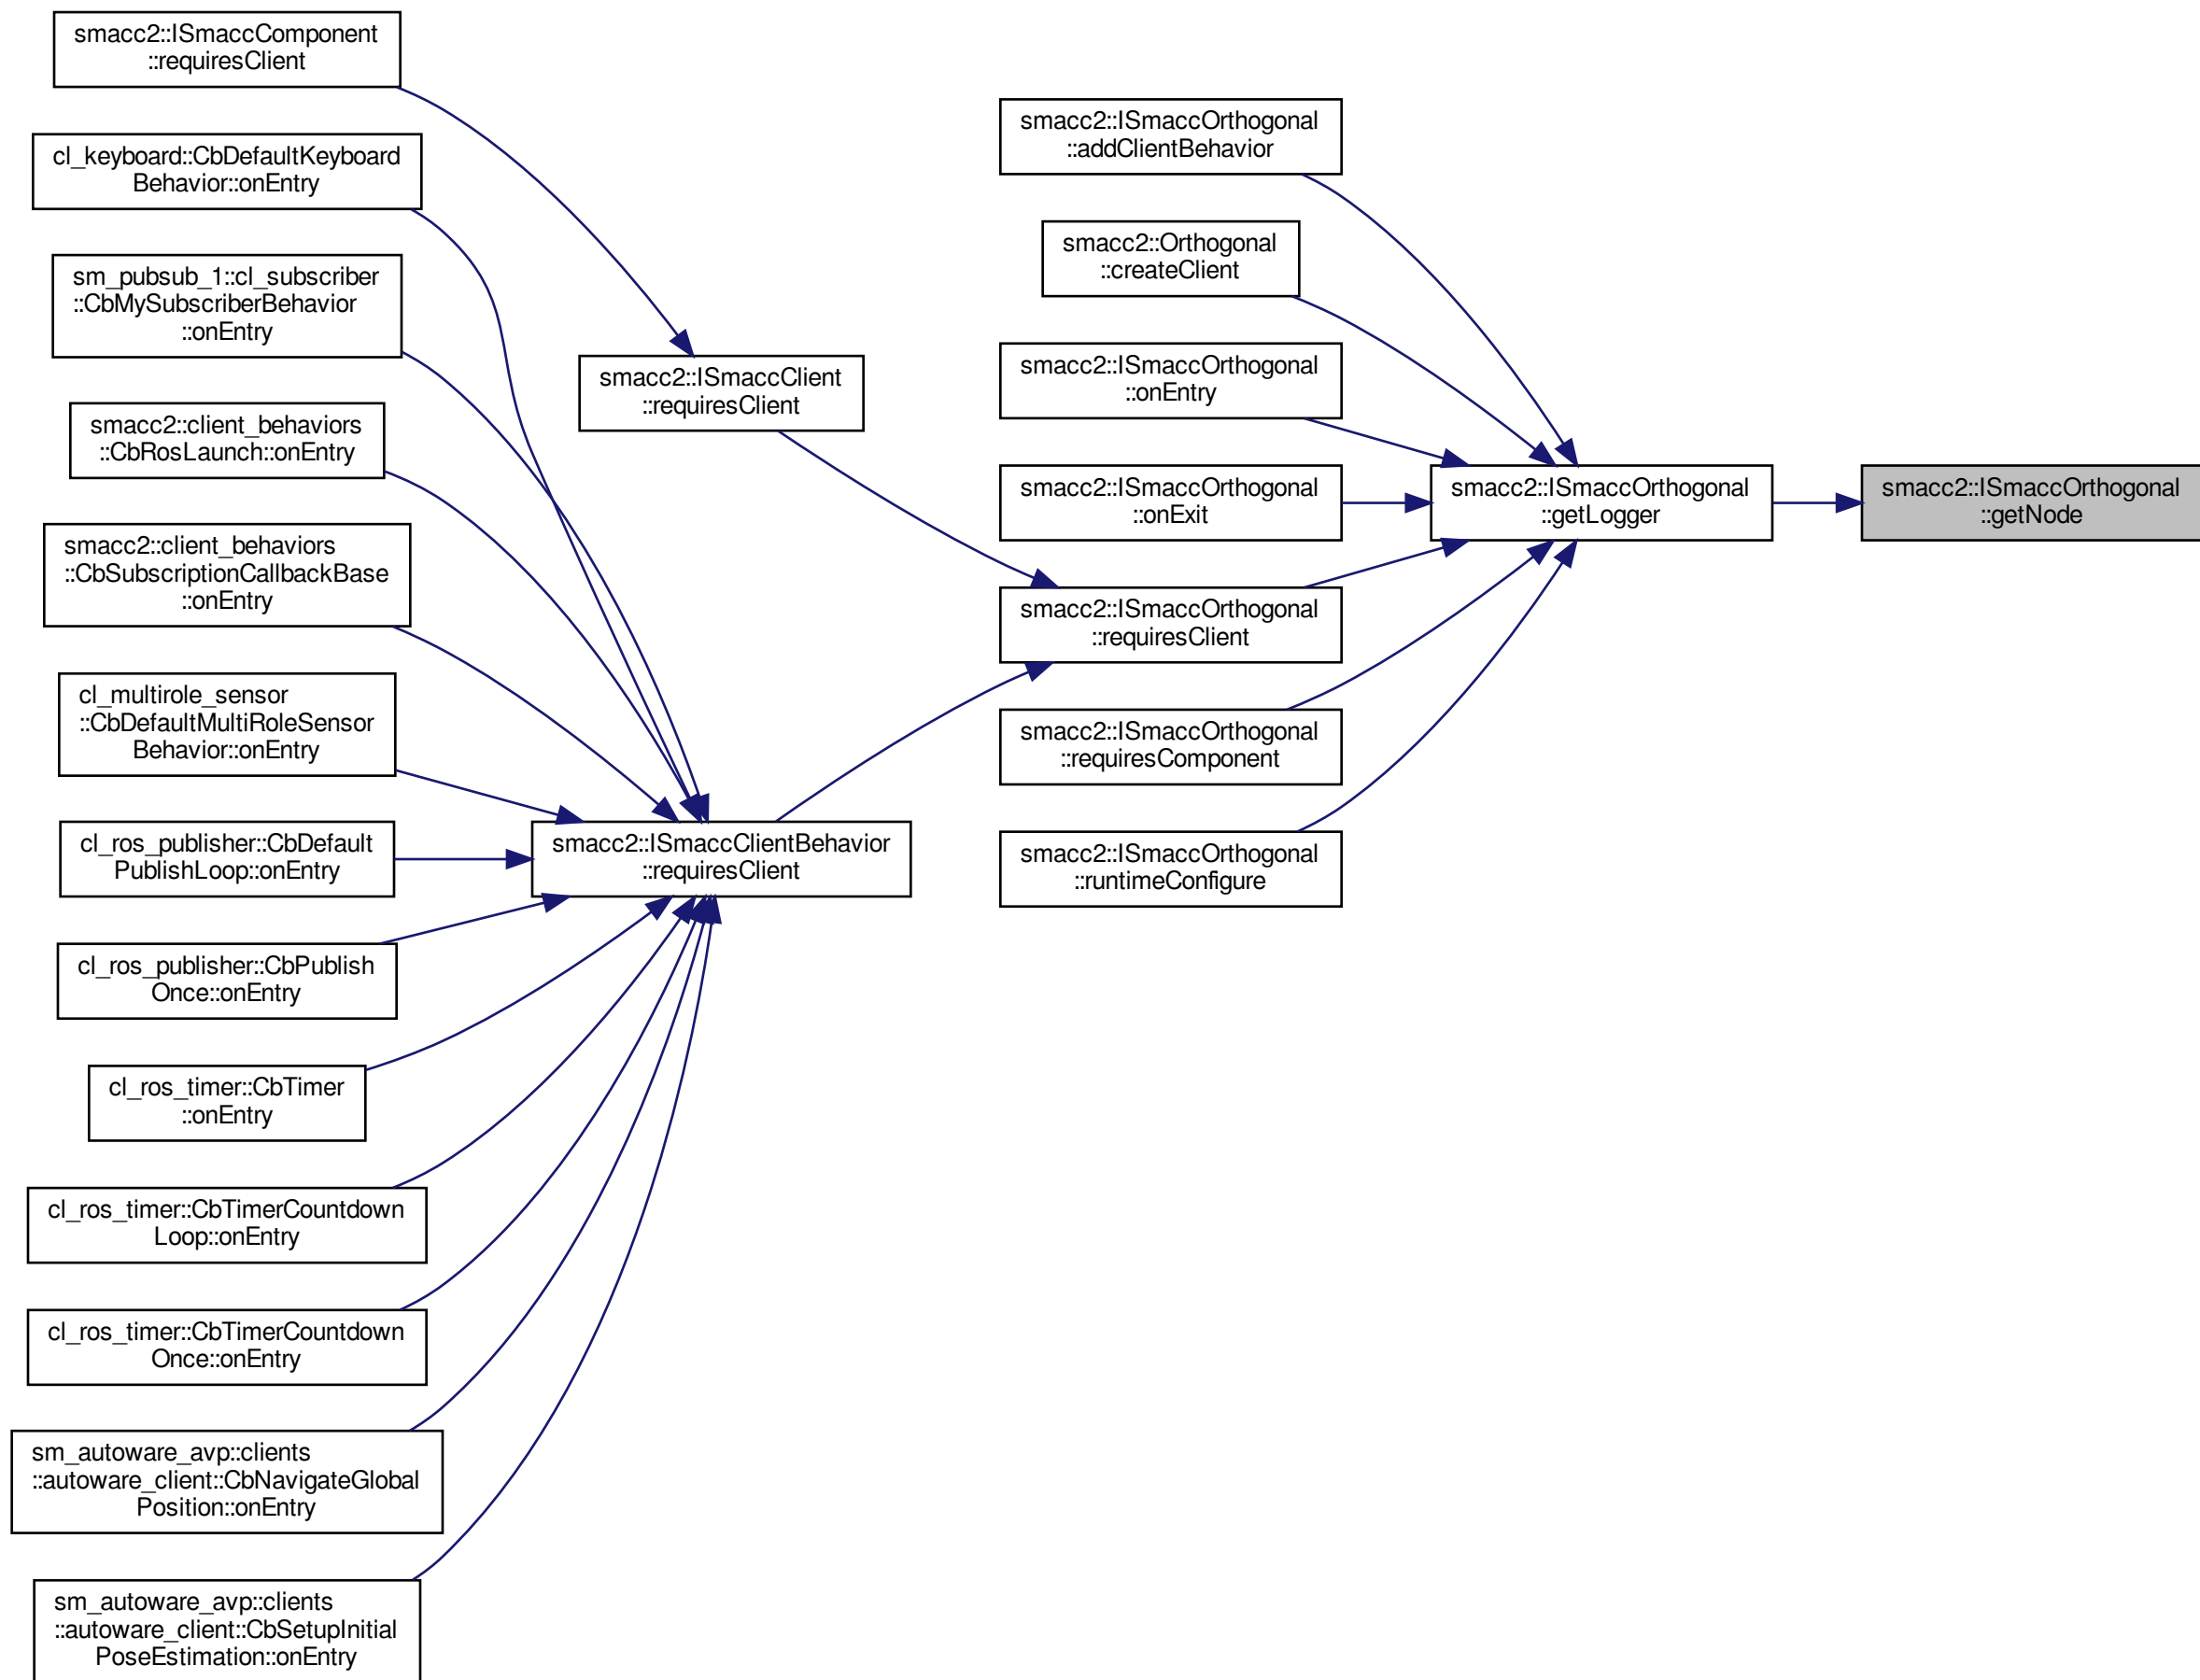 smacc2::ISmaccComponent
::requiresClient
cl_keyboard::CbDefaultKeyboard
Behavior::onEntry
sm_pubsub_1::cl_subscriber
::CbMySubscriberBehavior
::onEntry
smacc2::client_behaviors
::CbRosLaunch::onEntry
smacc2::client_behaviors
::CbSubscriptionCallbackBase
::onEntry
cl_multirole_sensor
::CbDefaultMultiRoleSensor
Behavior::onEntry
cl_ros_publisher::CbDefault
PublishLoop::onEntry
cl_ros_publisher::CbPublish
Once::onEntry
cl_ros_timer::CbTimer
::onEntry
cl_ros_timer::CbTimerCountdown
Loop::onEntry
cl_ros_timer::CbTimerCountdown
Once::onEntry
sm_autoware_avp::clients
::autoware_client::CbNavigateGlobal
Position::onEntry
sm_autoware_avp::clients
::autoware_client::CbSetupInitial
PoseEstimation::onEntry
smacc2::ISmaccClient
::requiresClient
smacc2::ISmaccClientBehavior
::requiresClient
smacc2::ISmaccOrthogonal
::addClientBehavior
smacc2::Orthogonal
::createClient
smacc2::ISmaccOrthogonal
::onEntry
smacc2::ISmaccOrthogonal
::onExit
smacc2::ISmaccOrthogonal
::requiresClient
smacc2::ISmaccOrthogonal
::requiresComponent
smacc2::ISmaccOrthogonal
::runtimeConfigure
smacc2::ISmaccOrthogonal
::getLogger
smacc2::ISmaccOrthogonal
::getNode